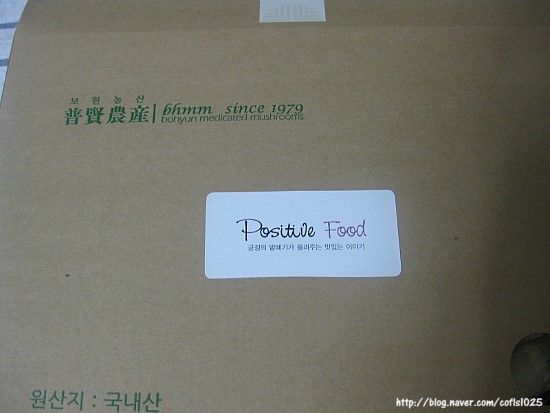 보현농산
普賢農産 bhmm since 1979
bohyun medicated mushrooms
Positive Food
긍정의 밥떼기가 들려주는 맛있는 이야기
원산지 : 국내산
http://blog.naver.com/cofls1025